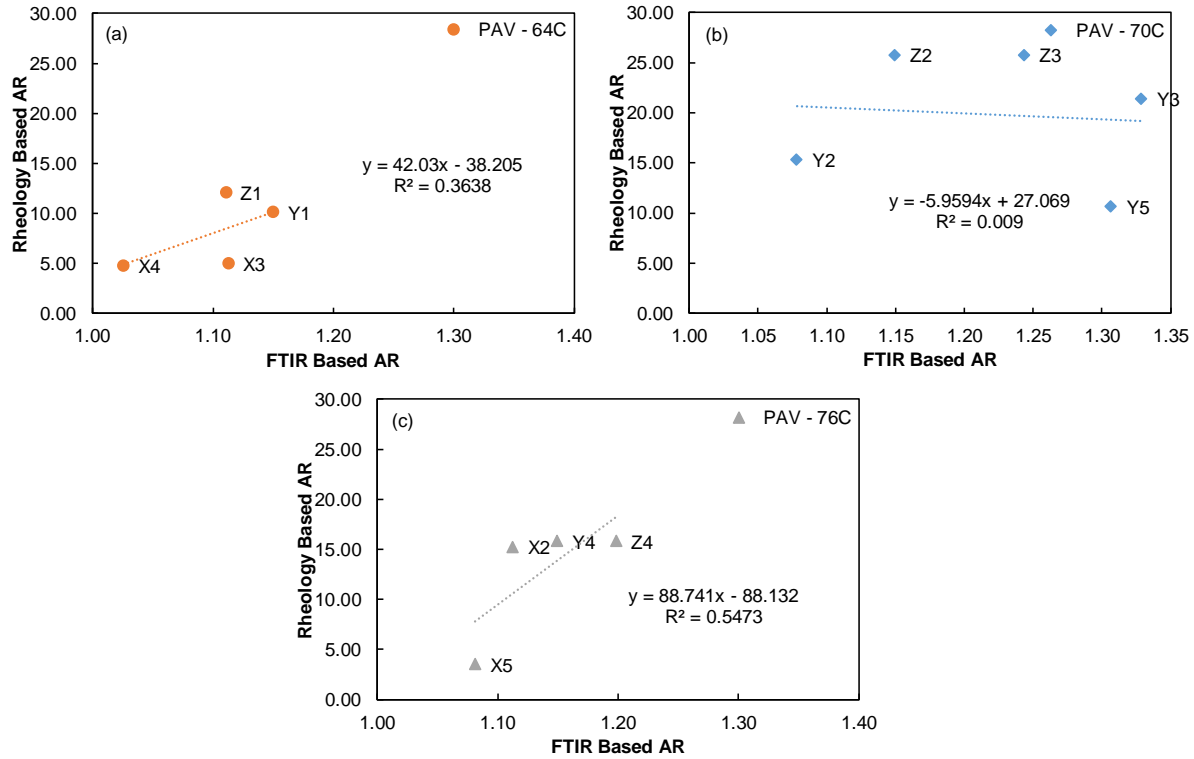 (a)
PAV - 64C
30.00
25.00
20.00
15.00
10.00
5.00
0.00
Rheology Based AR
y = 42.03x - 38.205
R² = 0.3638
Z1
Y1
X4
X3
1.00
1.10
1.20
1.30
1.40
FTIR Based AR
(b)
PAV - 70C
30.00
25.00
20.00
15.00
10.00
5.00
0.00
Rheology Based AR
Z2
Z3
Y3
Y2
Y5
y = -5.9594x + 27.069
R² = 0.009
1.00
1.05
1.10
1.15
1.20
1.25
1.30
1.35
FTIR Based AR
(c)
PAV - 76C
30.00
25.00
20.00
15.00
10.00
5.00
0.00
Rheology Based AR
X2
Y4
Z4
X5
y = 88.741x - 88.132
R² = 0.5473
1.00
1.10
1.20
1.30
1.40
FTIR Based AR